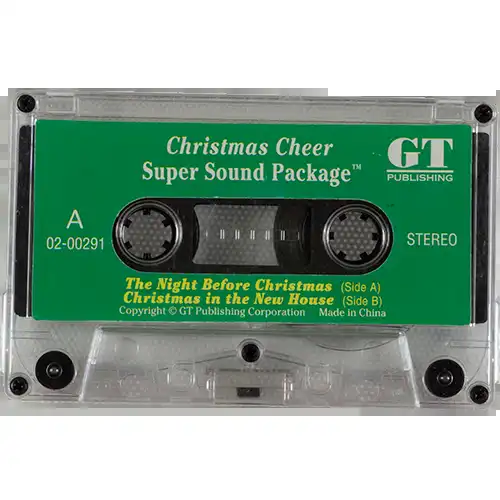 Christmas Cheer
Super Sound Package™
GT
PUBLISHING
A
02-00291
STEREO
The Night Before Christmas (Side A)
Christmas in the New House (Side B)
Copyright © GT Publishing Corporation Made in China